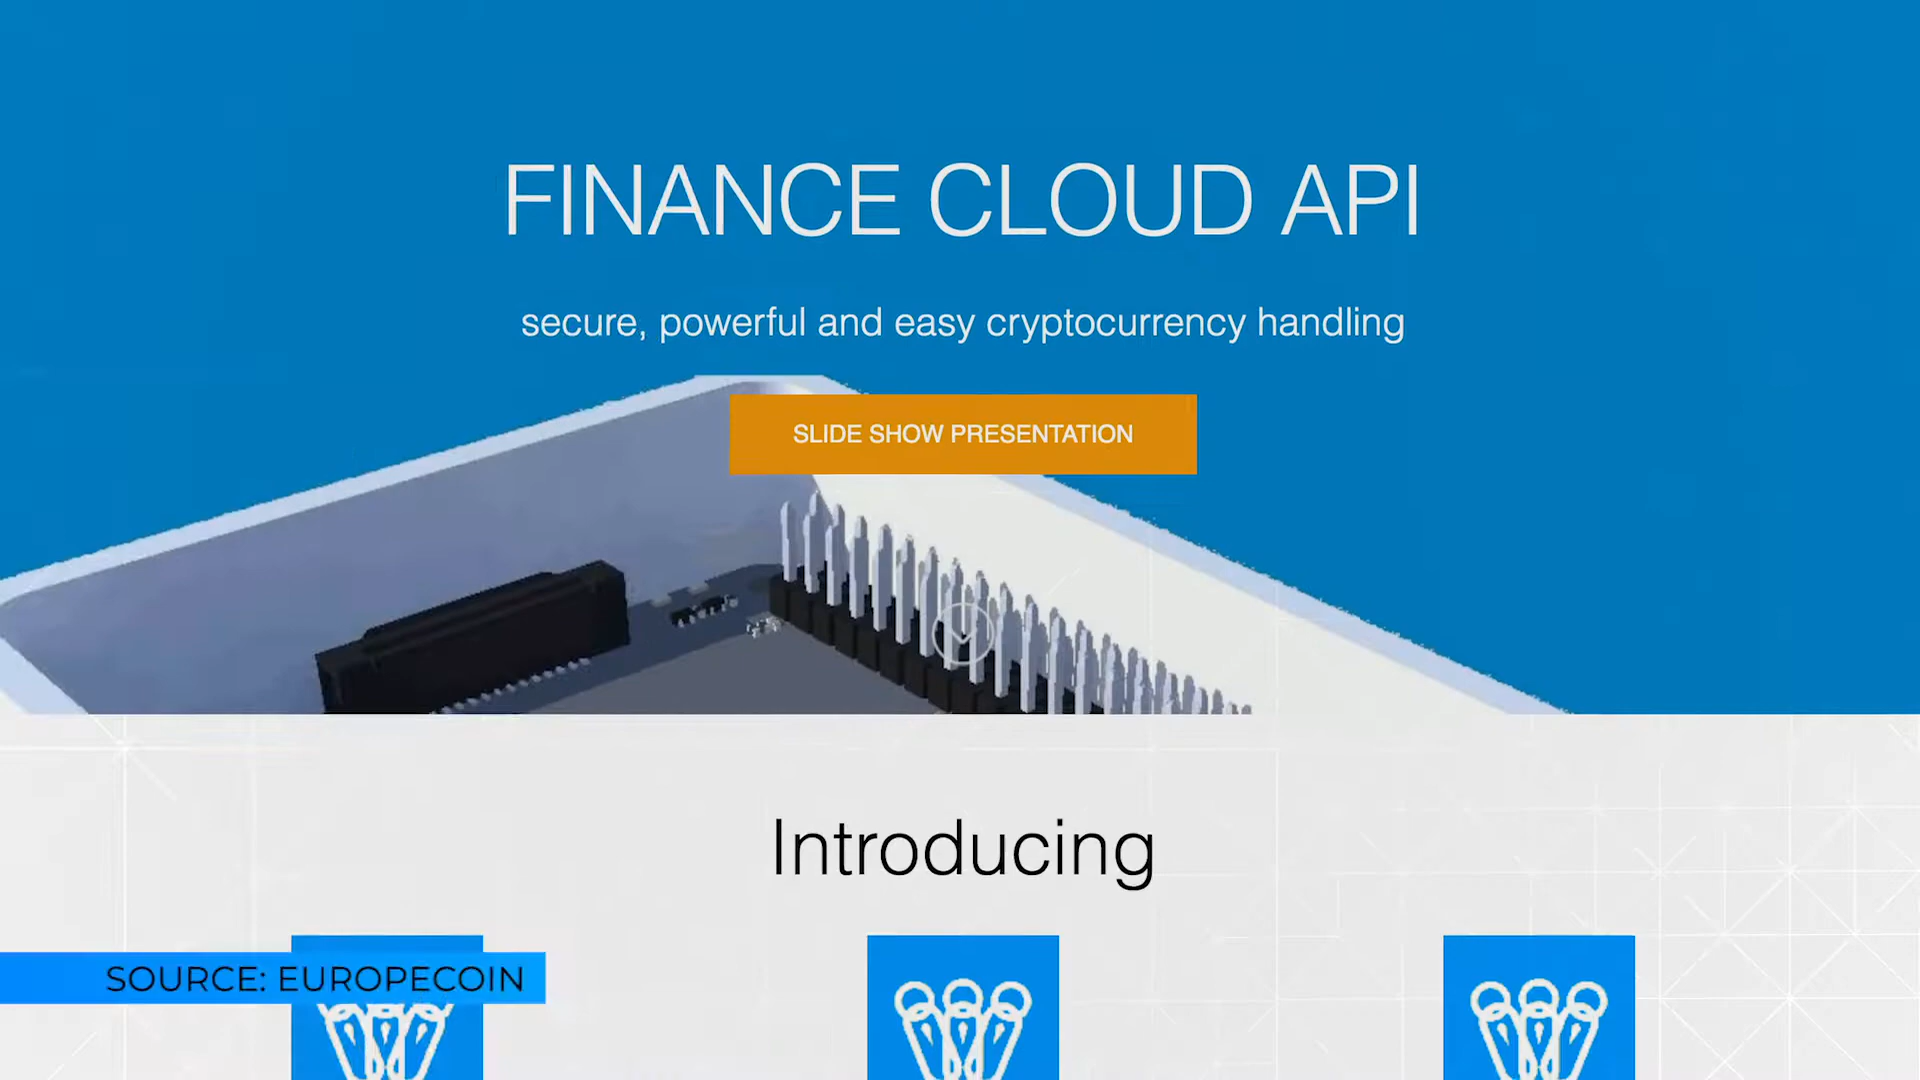 FINANCE CLOUD API
secure, powerful and easy cryptocurrency handling
SLIDE SHOW PRESENTATION
Introducing
SOURCE: EUROPECOIN